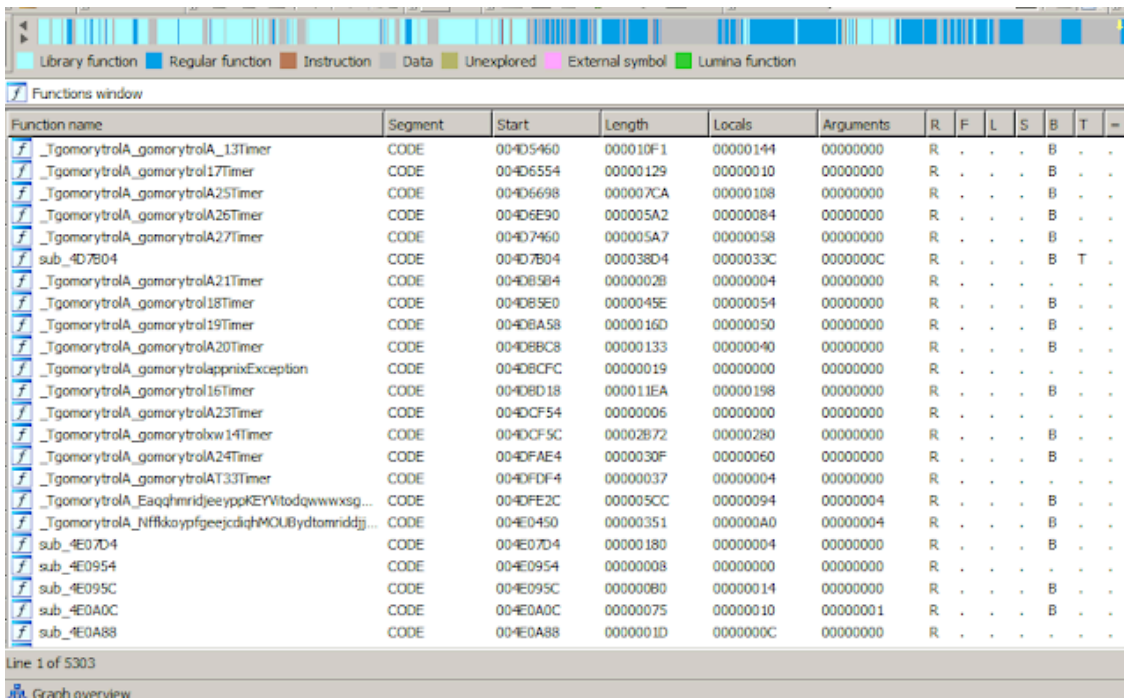 Library function Regular function Instruction Data Unexplored External symbol Lumina function
f Functions window
Function name Segment Start Length Locals Arguments R F L S B T =
f _TgomorytrolA_gomorytrolA_13Timer CODE 004D5460 000010F1 00000144 00000000 R . . . B . .
f _TgomorytrolA_gomorytrol17Timer CODE 004D6554 00000129 00000010 00000000 R . . . B . .
f _TgomorytrolA_gomorytrolA25Timer CODE 004D6698 000007CA 00000108 00000000 R . . . B . .
f _TgomorytrolA_gomorytrolA26Timer CODE 004D6E90 000005A2 00000084 00000000 R . . . B . .
f _TgomorytrolA_gomorytrolA27Timer CODE 004D7460 000005A7 00000058 00000000 R . . . B . .
f sub_4D7B04 CODE 004D7B04 000038D4 0000033C 0000000C R . . . B T .
f _TgomorytrolA_gomorytrolA21Timer CODE 004DB5B4 0000002B 00000004 00000000 R . . . . . .
f _TgomorytrolA_gomorytrol18Timer CODE 004DB5E0 0000045E 00000054 00000000 R . . . B . .
f _TgomorytrolA_gomorytrol19Timer CODE 004DBA58 0000016D 00000050 00000000 R . . . B . .
f _TgomorytrolA_gomorytrolA20Timer CODE 004DBBC8 00000133 00000040 00000000 R . . . B . .
f _TgomorytrolA_gomorytrolappnixException CODE 004DBCFC 00000019 00000000 00000000 R . . . . . .
f _TgomorytrolA_gomorytrol16Timer CODE 004DBD18 000011EA 00000198 00000000 R . . . B . .
f _TgomorytrolA_gomorytrolA23Timer CODE 004DCF54 00000006 00000000 00000000 R . . . . . .
f _TgomorytrolA_gomorytrolxw14Timer CODE 004DCF5C 00002B72 00000280 00000000 R . . . B . .
f _TgomorytrolA_gomorytrolA24Timer CODE 004DFAE4 0000030F 00000060 00000000 R . . . B . .
f _TgomorytrolA_gomorytrolAT33Timer CODE 004DFDF4 00000037 00000004 00000000 R . . . . . .
f _TgomorytrolA_EaqqhmridjeeyppKEYVitodqwwwxsg... CODE 004DFE2C 000005CC 00000094 00000004 R . . . B . .
f _TgomorytrolA_NffkkoypfgeejcdiqhMOUBydtomriddjj... CODE 004E0450 00000351 000000A0 00000004 R . . . B . .
f sub_4E07D4 CODE 004E07D4 00000180 00000004 00000000 R . . . B . .
f sub_4E0954 CODE 004E0954 00000008 00000000 00000000 R . . . . . .
f sub_4E095C CODE 004E095C 000000B0 00000014 00000000 R . . . B . .
f sub_4E0A0C CODE 004E0A0C 00000075 00000010 00000001 R . . . B . .
f sub_4E0A88 CODE 004E0A88 0000001D 0000000C 00000000 R . . . . . .
Line 1 of 5303
Graph overview